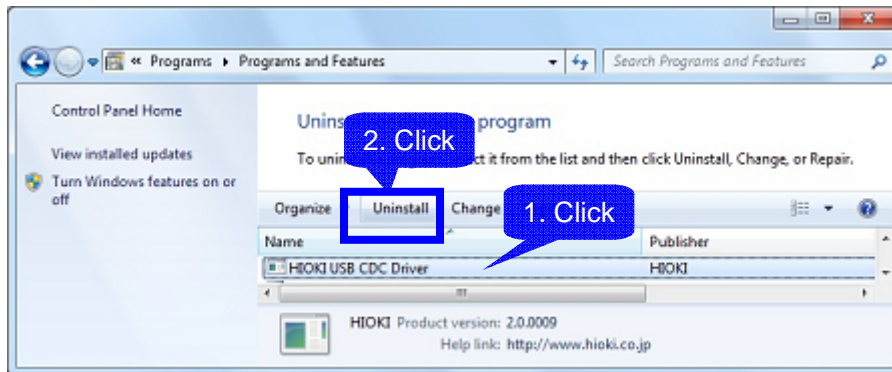 « Programs ▸ Programs and Features
Search Programs and Features
Control Panel Home
View installed updates
Turn Windows features on or
off
Unins program
2. Click
To unin ct it from the list and then click Uninstall, Change, or Repair.
Organize Uninstall Change
1. Click
Name Publisher
HIOKI USB CDC Driver HIOKI
HIOKI Product version: 2.0.0009
Help link: http://www.hioki.co.jp